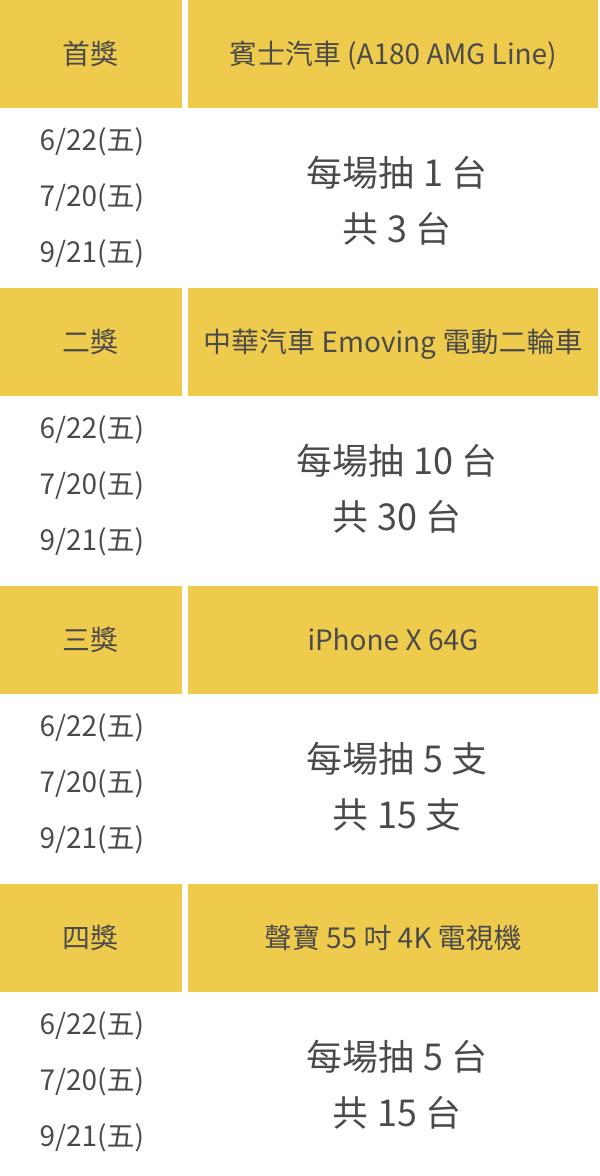 首獎
賓士汽車 (A180 AMG Line)
6/22(五)
7/20(五)
9/21(五)
每場抽 1 台
共 3 台
二獎
中華汽車 Emoving 電動二輪車
6/22(五)
7/20(五)
9/21(五)
每場抽 10 台
共 30 台
三獎
iPhone X 64G
6/22(五)
7/20(五)
9/21(五)
每場抽 5 支
共 15 支
四獎
聲寶 55 吋 4K 電視機
6/22(五)
7/20(五)
9/21(五)
每場抽 5 台
共 15 台